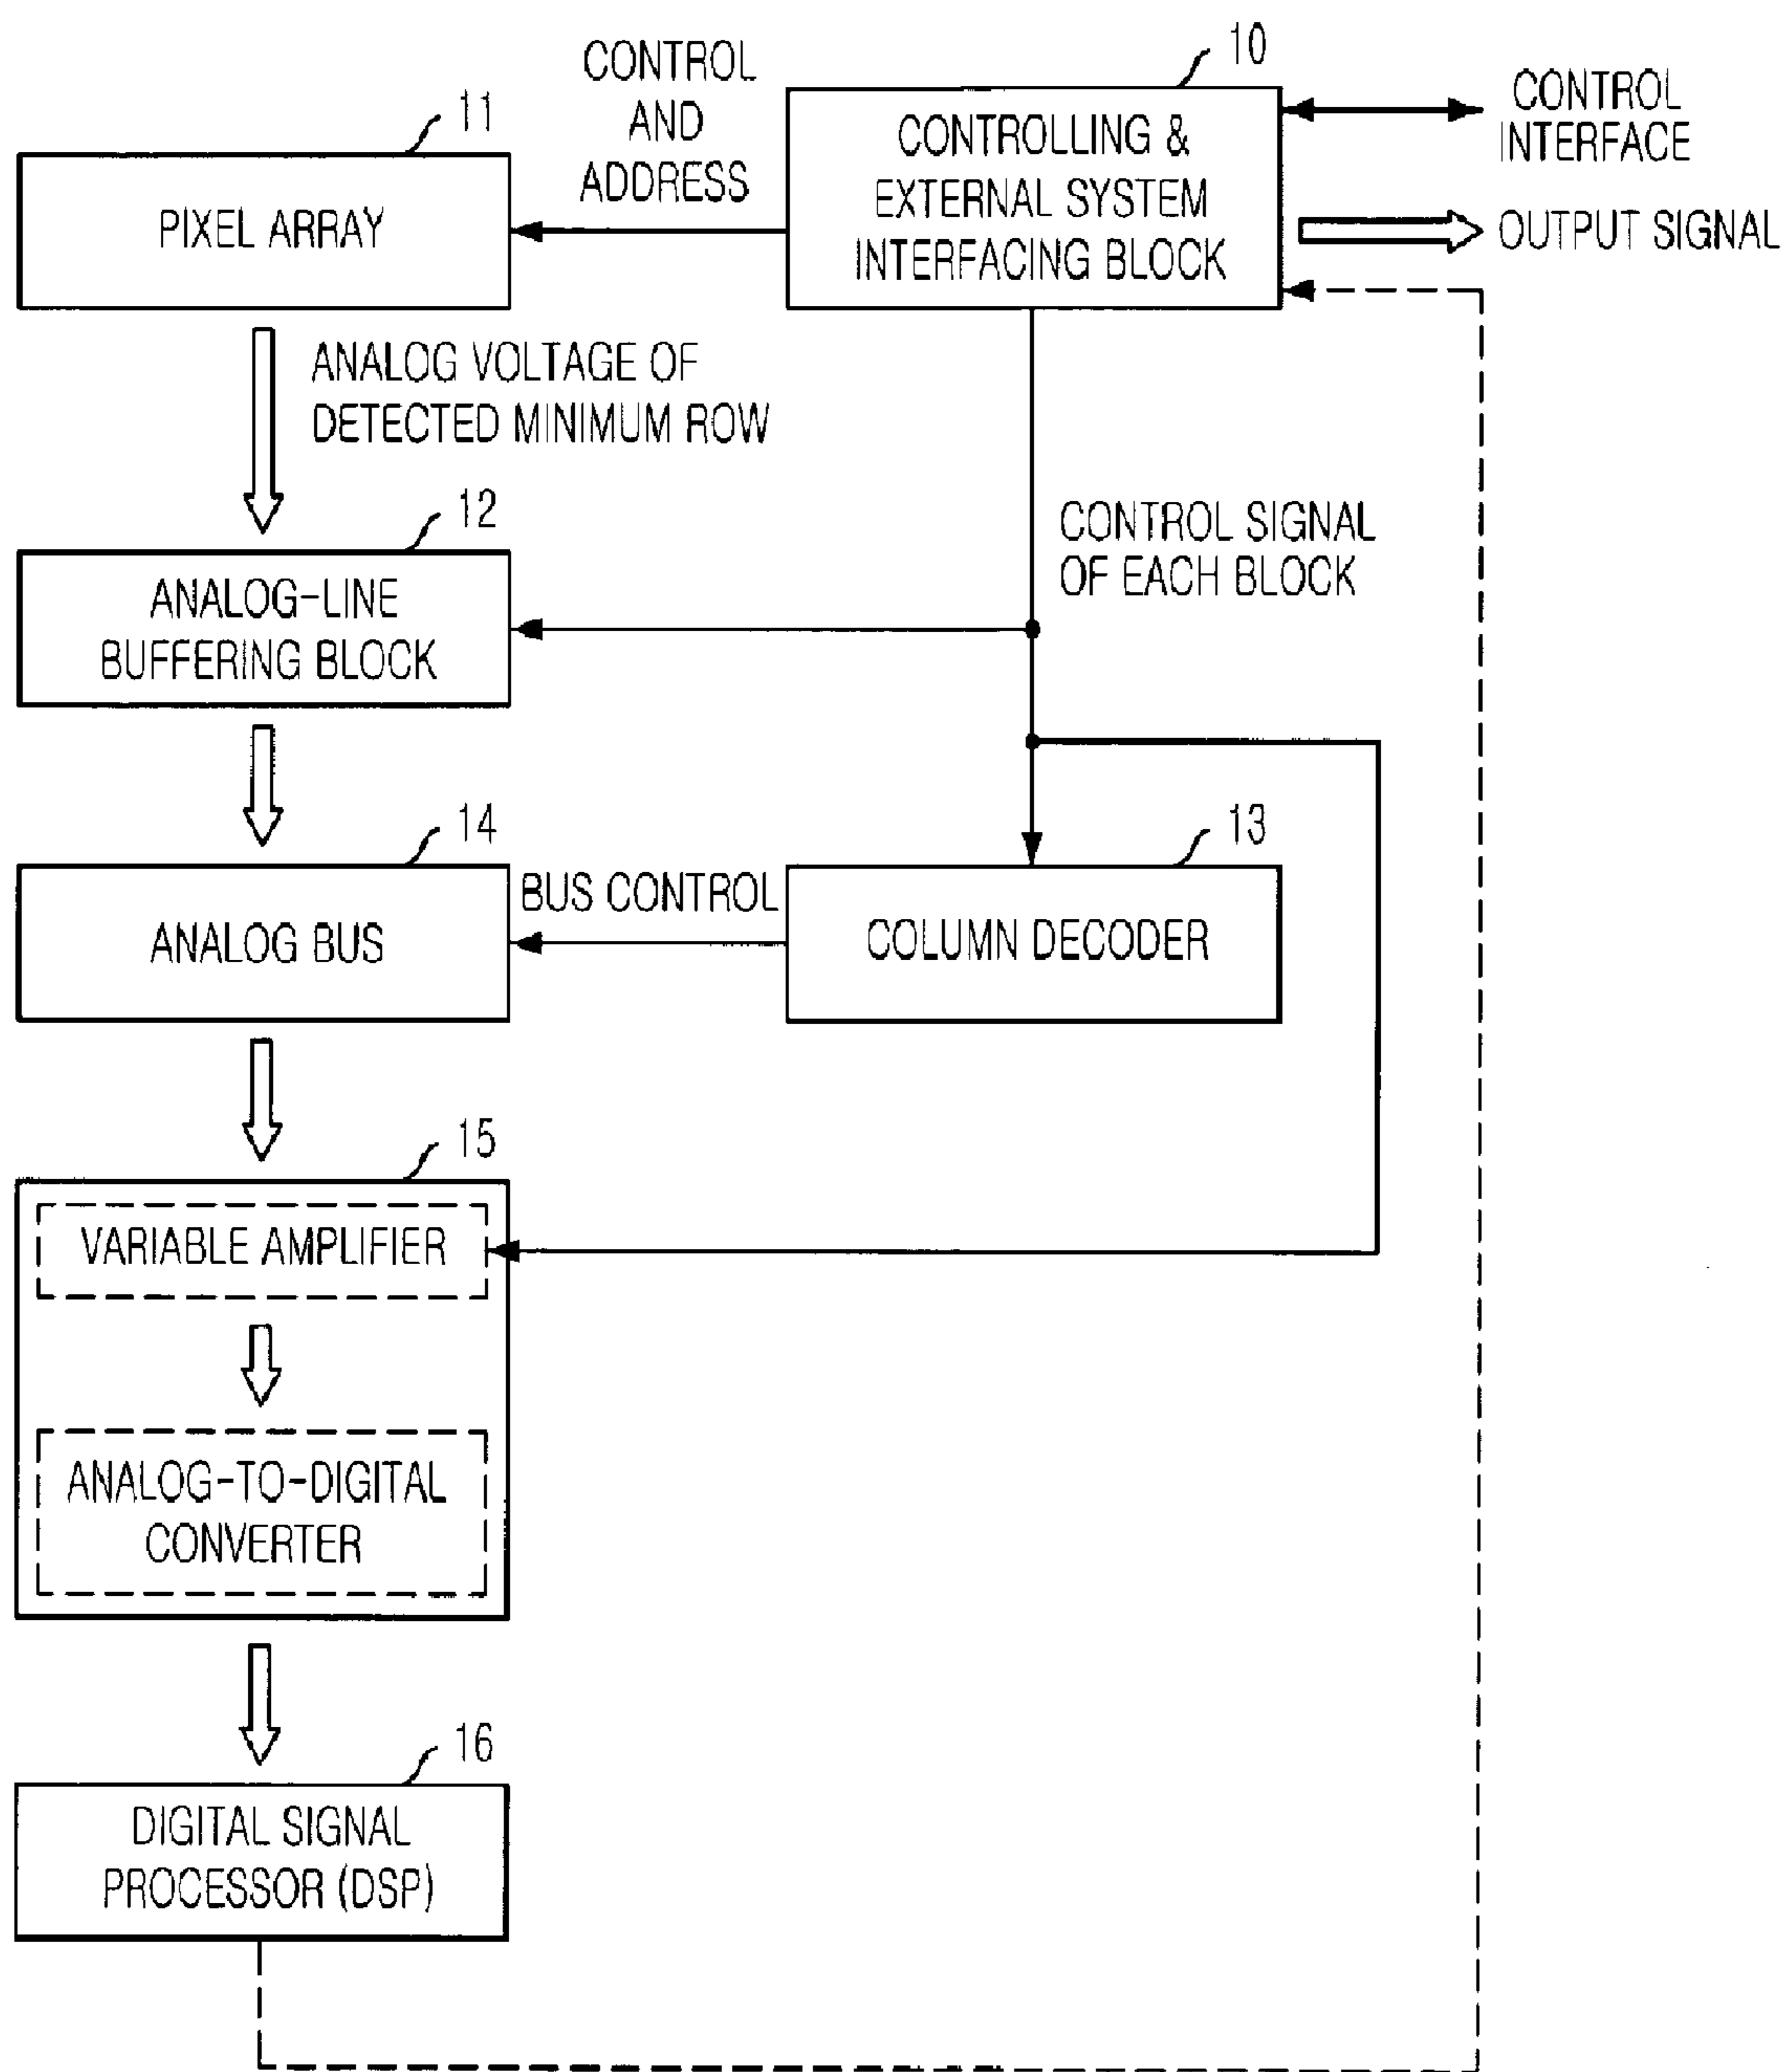 10
CONTROL
AND
ADDRESS
CONTROLLING &
EXTERNAL SYSTEM
INTERFACING BLOCK
CONTROL
INTERFACE
OUTPUT SIGNAL
11
PIXEL ARRAY
ANALOG VOLTAGE OF
DETECTED MINIMUM ROW
12
ANALOG-LINE
BUFFERING BLOCK
CONTROL SIGNAL
OF EACH BLOCK
14
ANALOG BUS
BUS CONTROL
13
COLUMN DECODER
15
VARIABLE AMPLIFIER
ANALOG-TO-DIGITAL
CONVERTER
16
DIGITAL SIGNAL
PROCESSOR (DSP)